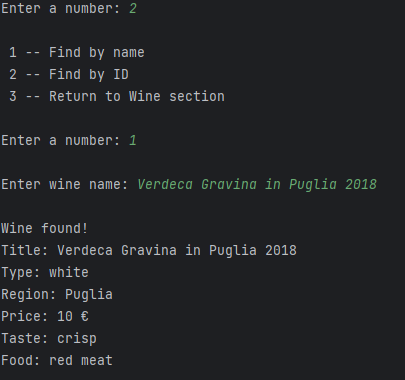 Enter a number: 2
1 -- Find by name
2 -- Find by ID
3 -- Return to Wine section
Enter a number: 1
Enter wine name: Verdeca Gravina in Puglia 2018
Wine found!
Title: Verdeca Gravina in Puglia 2018
Type: white
Region: Puglia
Price: 10 €
Taste: crisp
Food: red meat